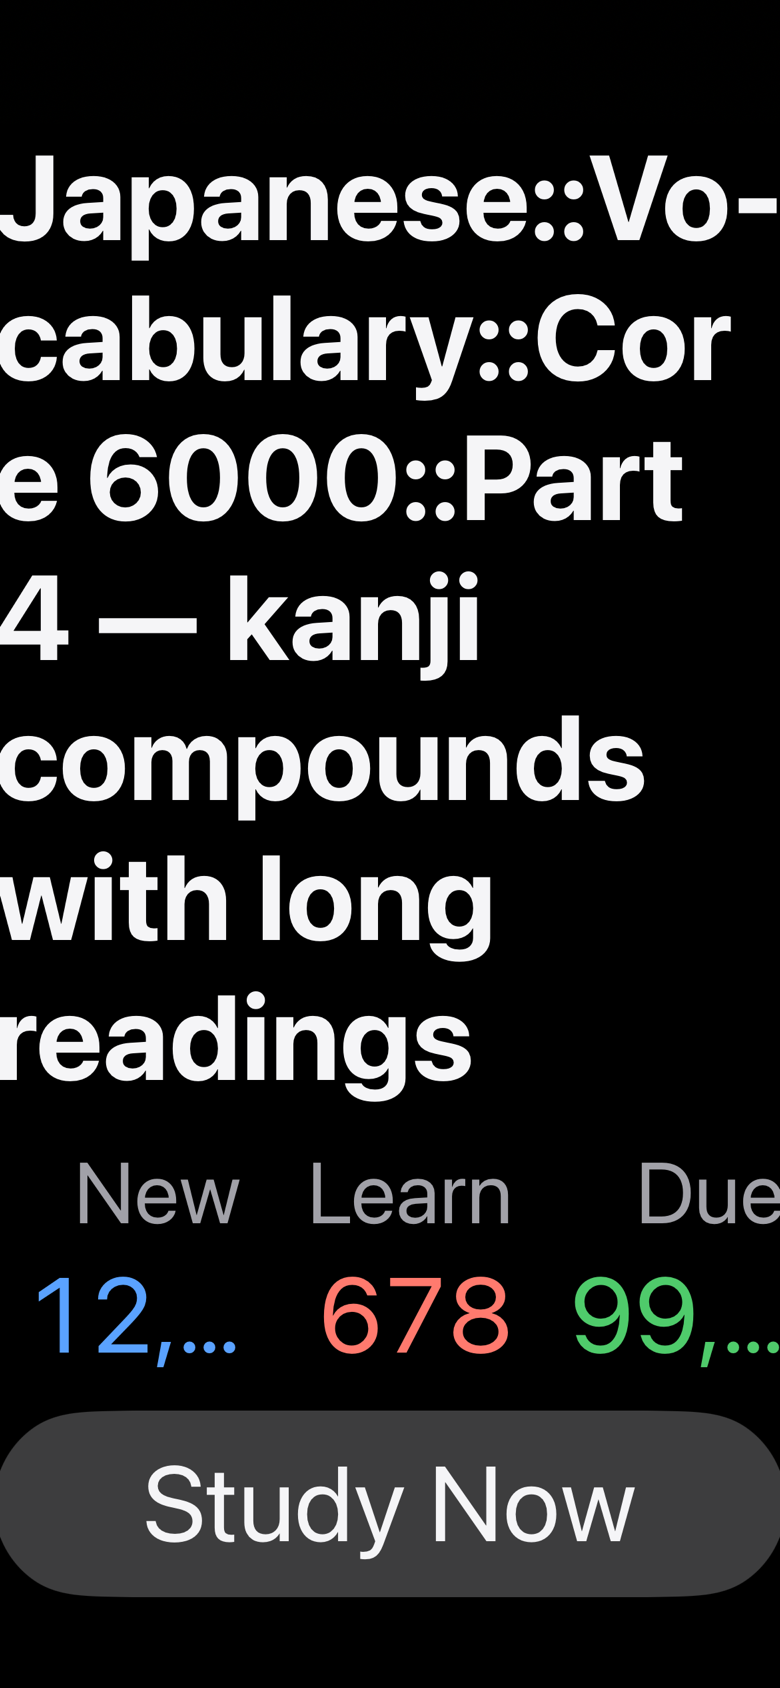 Japanese::Vo-
cabulary::Cor
e 6000::Part
4 — kanji
compounds
with long
readings
New Learn Due
12,... 678 99,...
Study Now